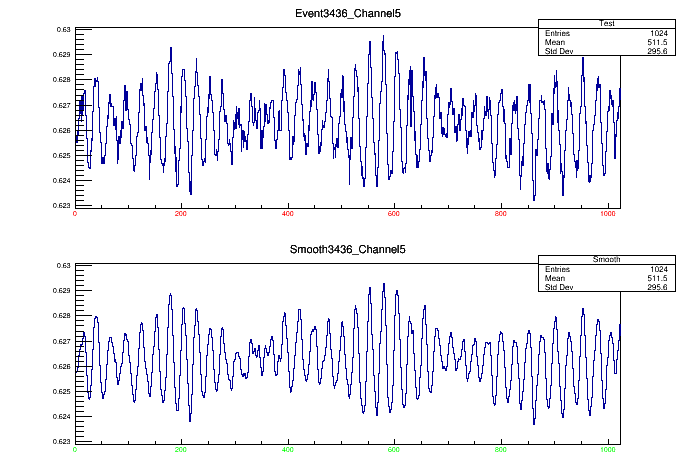 Event3436_Channel5
Test
Entries 1024
Mean 511.5
Std Dev 295.6
0.63
0.629
0.628
0.627
0.626
0.625
0.624
0.623
0 200 400 600 800 1000
Smooth3436_Channel5
Smooth
Entries 1024
Mean 511.5
Std Dev 295.6
0.63
0.629
0.628
0.627
0.626
0.625
0.624
0.623
0 200 400 600 800 1000